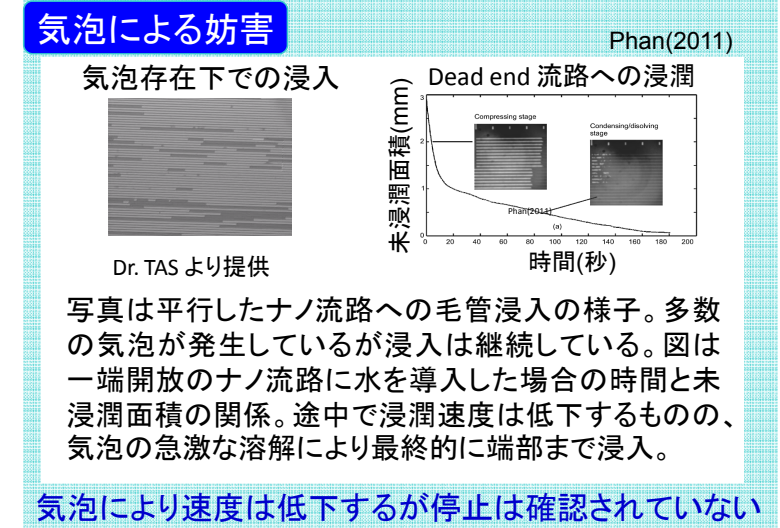 気泡による妨害
Phan(2011)
気泡存在下での浸入
Dr. TAS より提供
Dead end 流路への浸潤
未浸潤面積(mm)
3
2
1
0
Compressing stage
Condensing/disolving
stage
Phan(2011)
(a)
0 20 40 60 80 100 120 140 160 180 200
時間(秒)
写真は平行したナノ流路への毛管浸入の様子。多数
の気泡が発生しているが浸入は継続している。図は
一端開放のナノ流路に水を導入した場合の時間と未
浸潤面積の関係。途中で浸潤速度は低下するものの、
気泡の急激な溶解により最終的に端部まで浸入。
気泡により速度は低下するが停止は確認されていない